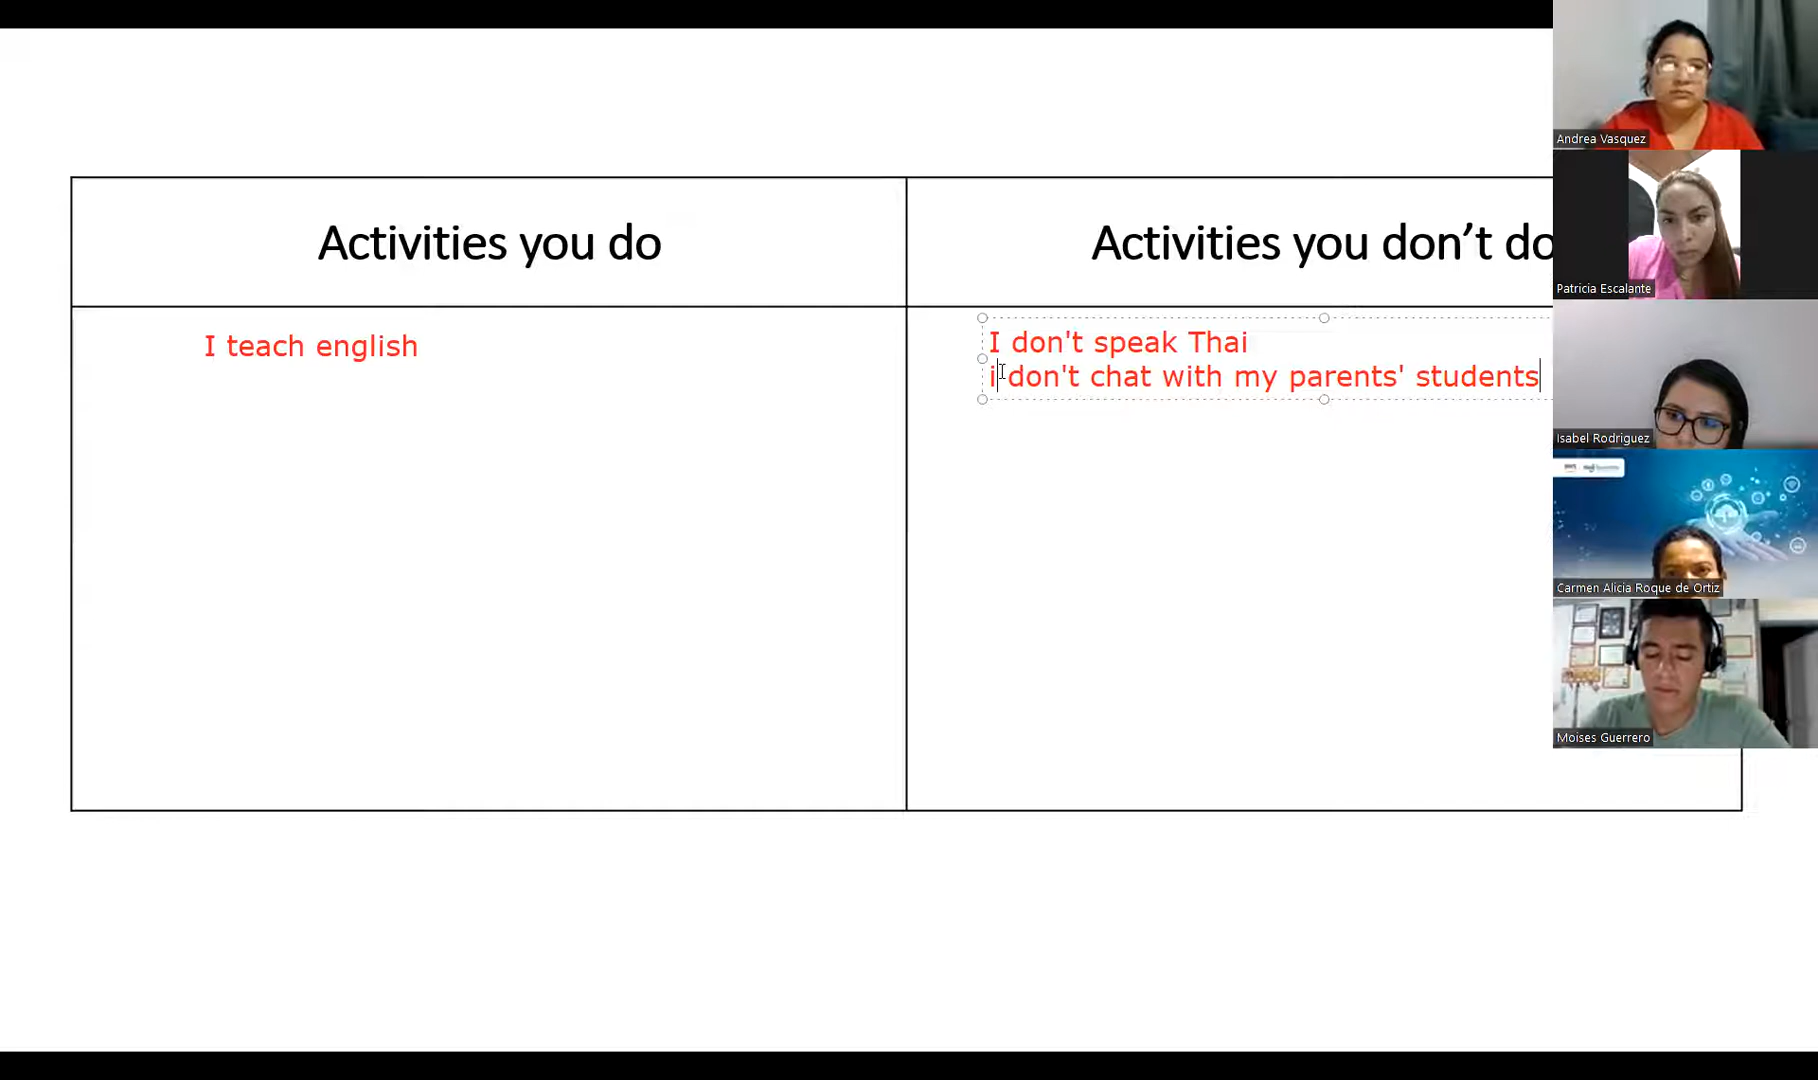 Activities you do
Activities you don’t do
I teach english
I don't speak Thai
i don't chat with my parents' students
Andrea Vasquez
Patricia Escalante
Isabel Rodriguez
Carmen Alicia Roque de Ortiz
Moises Guerrero